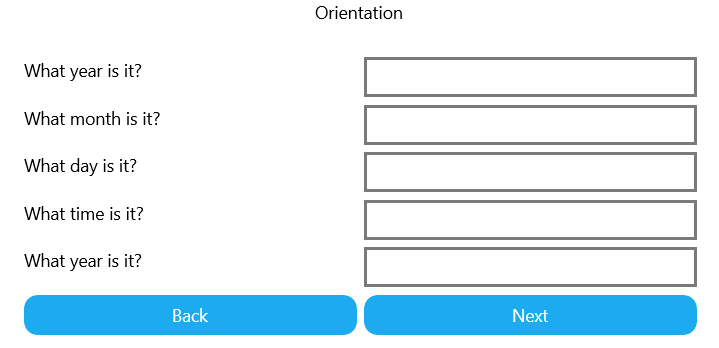 Orientation
What year is it?
What month is it?
What day is it?
What time is it?
What year is it?
Back Next